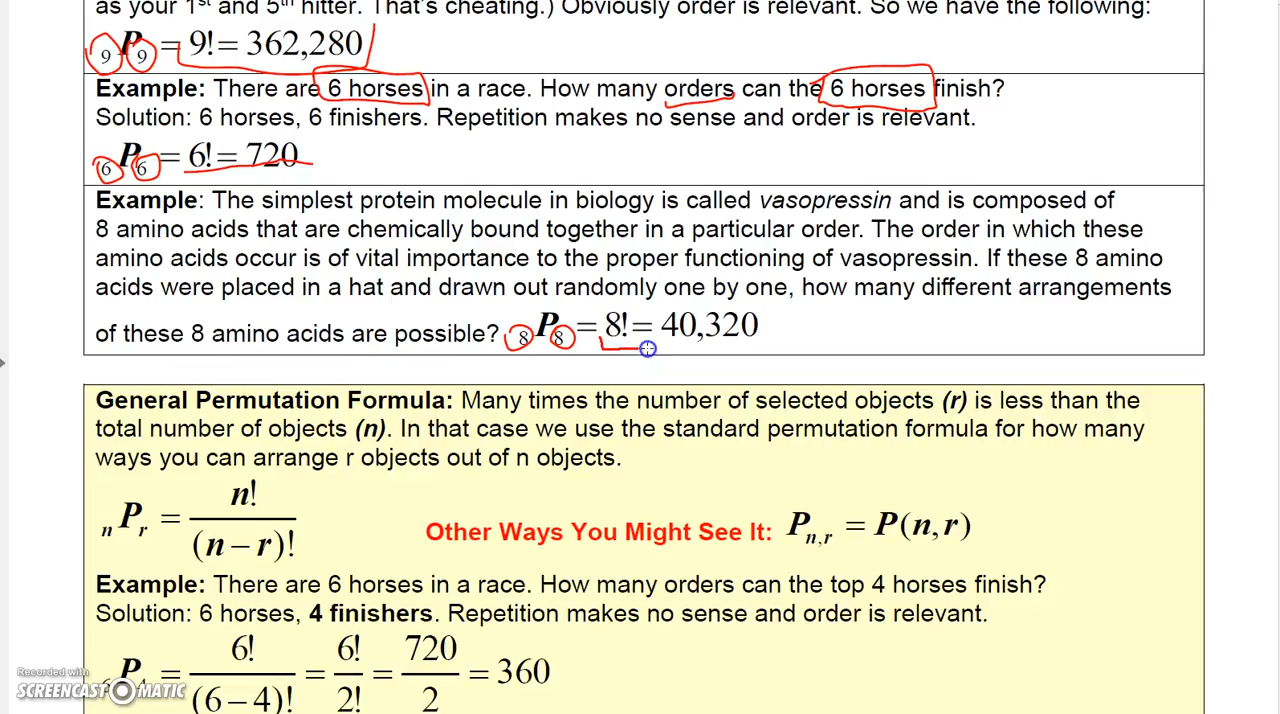 as your 1st and 5th hitter. That's cheating.) Obviously order is relevant. So we have the following:
9P9 = 9! = 362,280
Example: There are 6 horses in a race. How many orders can the 6 horses finish?
Solution: 6 horses, 6 finishers. Repetition makes no sense and order is relevant.
6P6 = 6! = 720
Example: The simplest protein molecule in biology is called vasopressin and is composed of
8 amino acids that are chemically bound together in a particular order. The order in which these
amino acids occur is of vital importance to the proper functioning of vasopressin. If these 8 amino
acids were placed in a hat and drawn out randomly one by one, how many different arrangements
of these 8 amino acids are possible? 8P8 = 8! = 40,320
General Permutation Formula: Many times the number of selected objects (r) is less than the
total number of objects (n). In that case we use the standard permutation formula for how many
ways you can arrange r objects out of n objects.
nPr = n! / (n − r)!
Other Ways You Might See It: Pn,r = P(n,r)
Example: There are 6 horses in a race. How many orders can the top 4 horses finish?
Solution: 6 horses, 4 finishers. Repetition makes no sense and order is relevant.
6P4 = 6! / (6 − 4)! = 6! / 2! = 720 / 2 = 360
Recorded with
SCREENCAST-O-MATIC